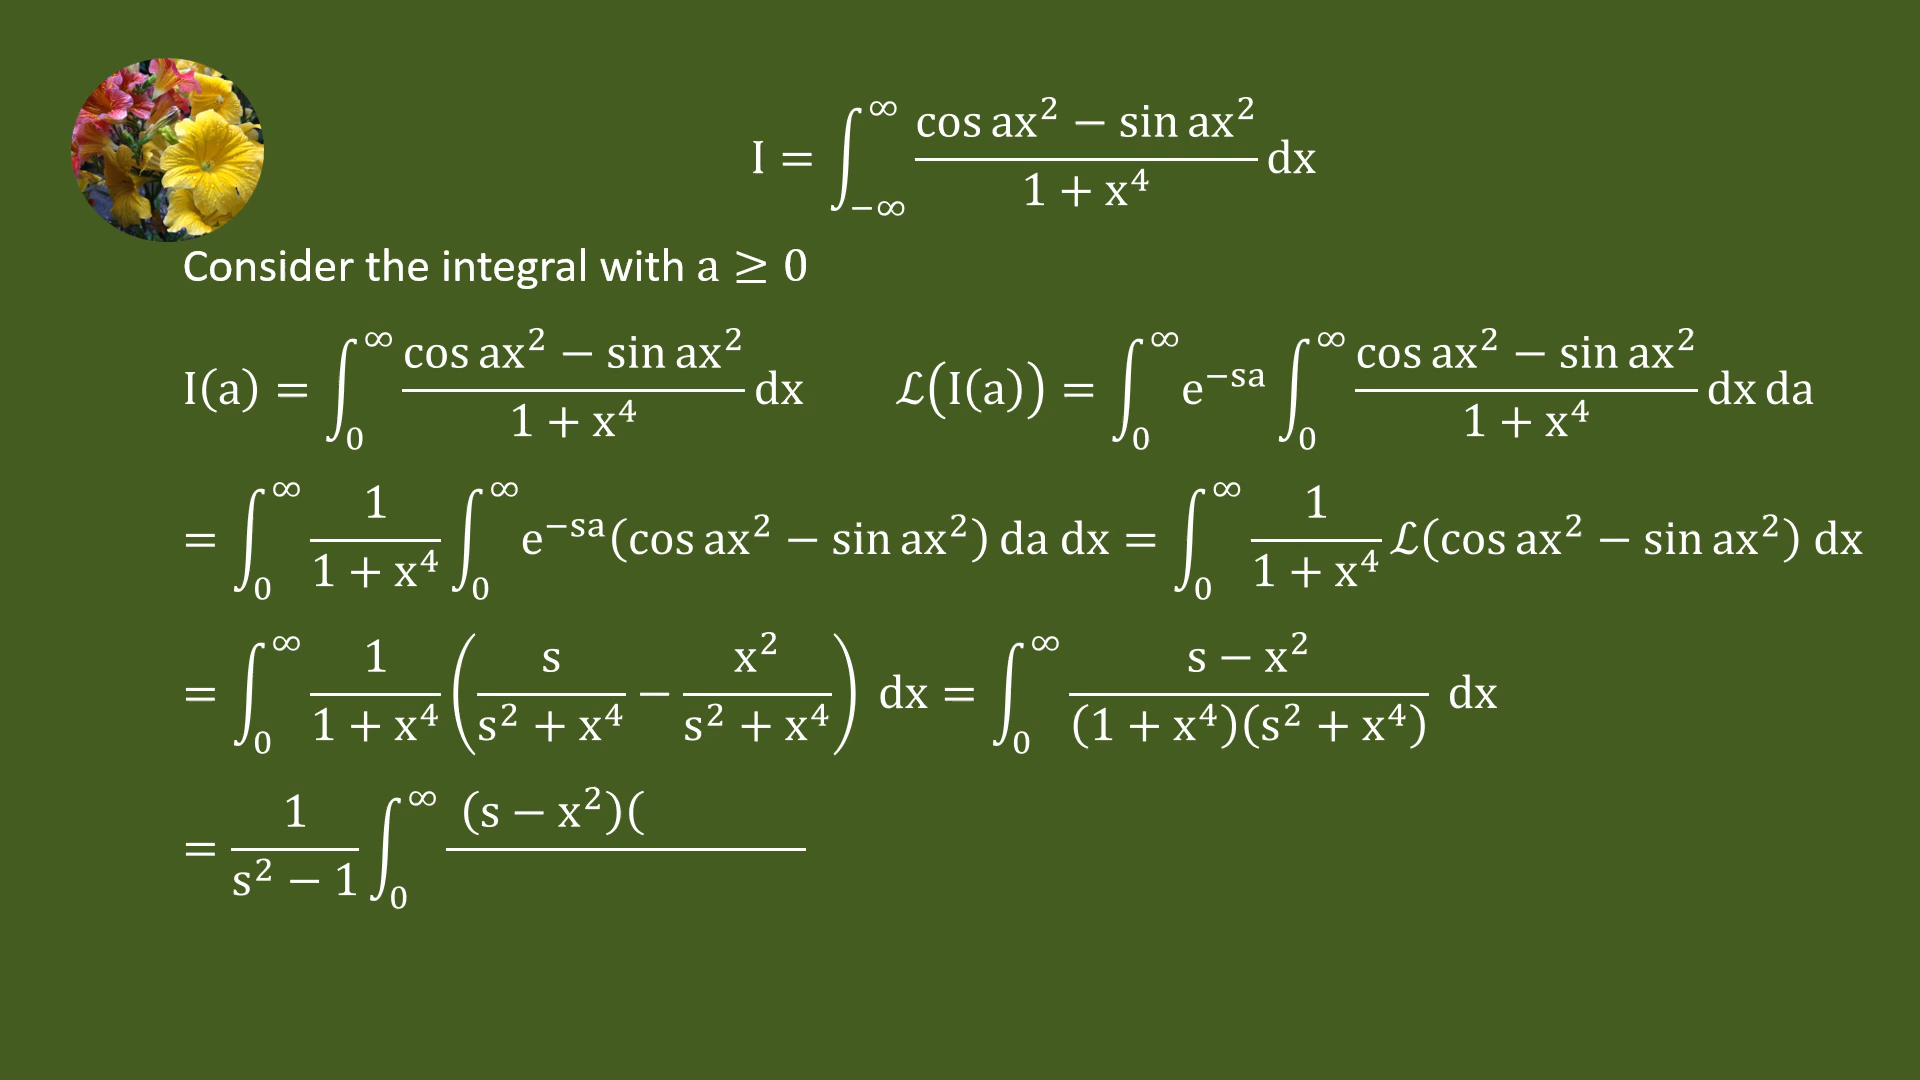 I = ∫_{−∞}^{∞} (cos ax² − sin ax²)/(1 + x⁴) dx
Consider the integral with a ≥ 0
I(a) = ∫_0^∞ (cos ax² − sin ax²)/(1 + x⁴) dx   ℒ(I(a)) = ∫_0^∞ e^{−sa} ∫_0^∞ (cos ax² − sin ax²)/(1 + x⁴) dx da
= ∫_0^∞ 1/(1 + x⁴) ∫_0^∞ e^{−sa}(cos ax² − sin ax²) da dx = ∫_0^∞ 1/(1 + x⁴) ℒ(cos ax² − sin ax²) dx
= ∫_0^∞ 1/(1 + x⁴) (s/(s² + x⁴) − x²/(s² + x⁴)) dx = ∫_0^∞ (s − x²)/((1 + x⁴)(s² + x⁴)) dx
= 1/(s² − 1) ∫_0^∞ (s − x²)(